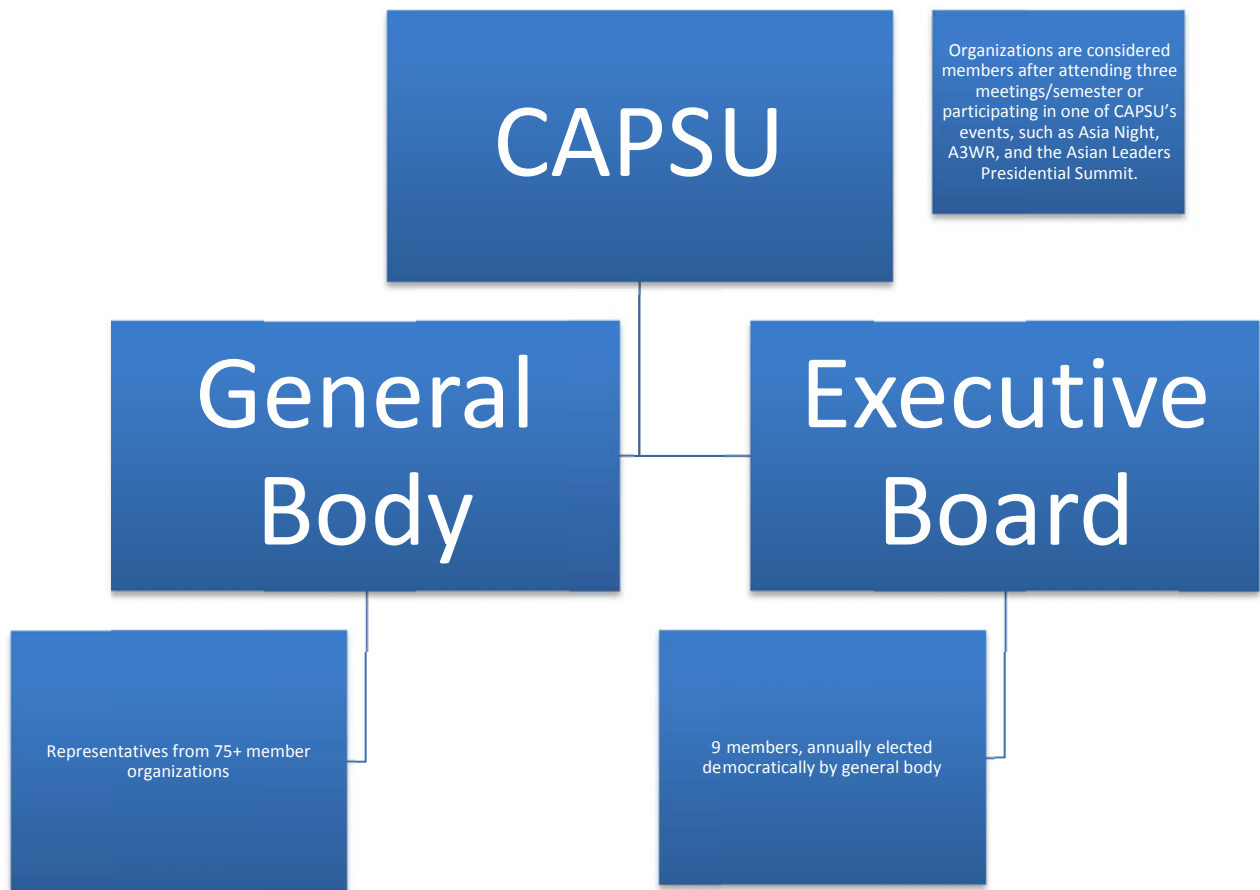 CAPSU
Organizations are considered
members after attending three
meetings/semester or
participating in one of CAPSU’s
events, such as Asia Night,
A3WR, and the Asian Leaders
Presidential Summit.
General
Body
Executive
Board
Representatives from 75+ member
organizations
9 members, annually elected
democratically by general body